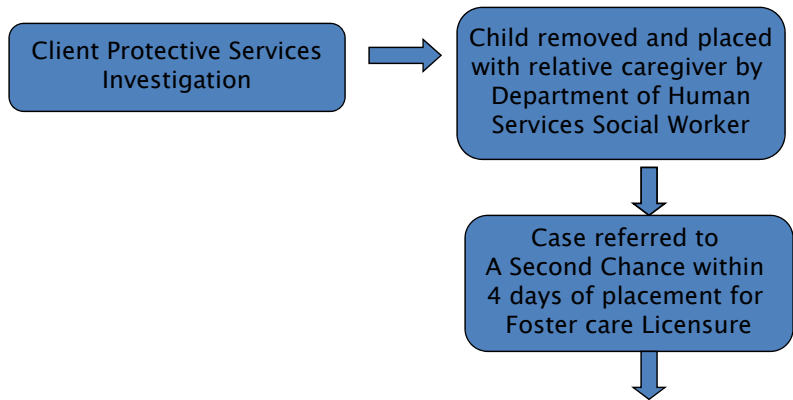 Client Protective Services
Investigation
Child removed and placed
with relative caregiver by
Department of Human
Services Social Worker
Case referred to
A Second Chance within
4 days of placement for
Foster care Licensure